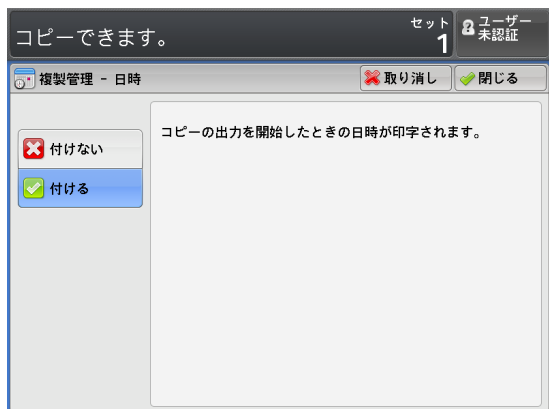 コピーできます。
セット
1
ユーザー
未認証
複製管理 - 日時
取り消し
閉じる
付けない
付ける
コピーの出力を開始したときの日時が印字されます。